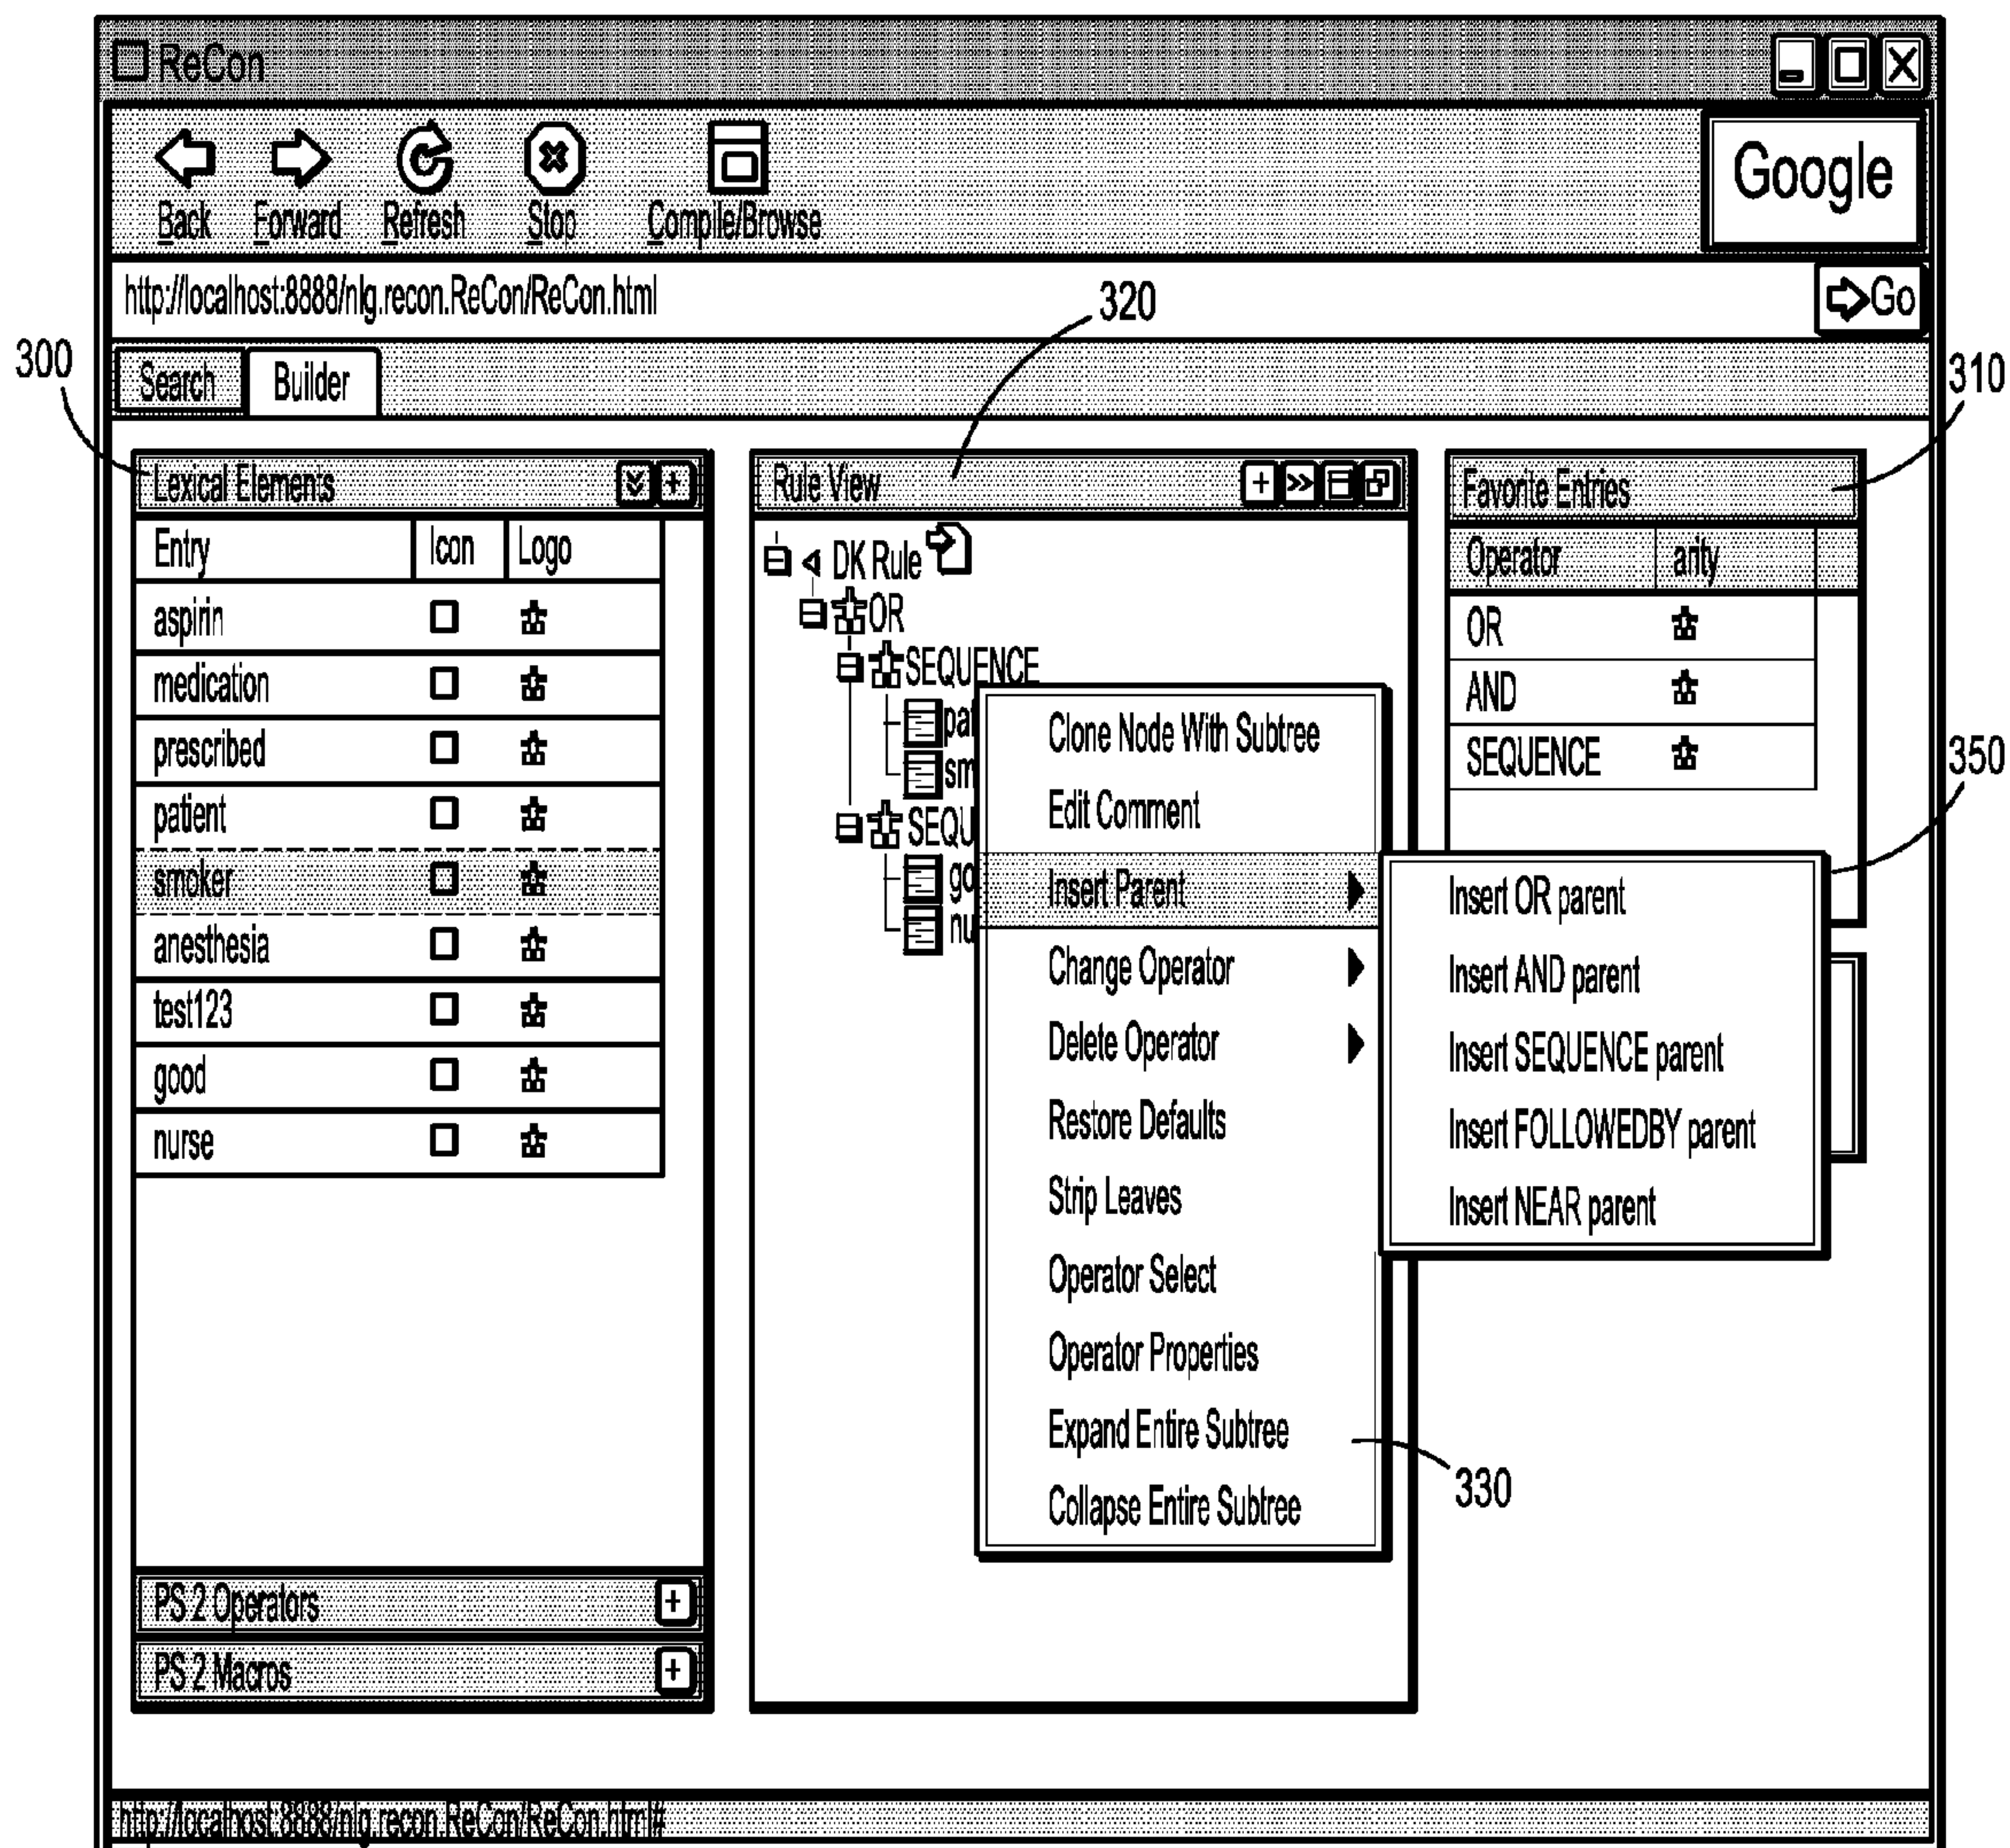 ReCon
Back Forward Refresh Stop Compile/Browse
Google
http://localhost:8888/nlg.recon.ReCon/ReCon.html
Go
320
300
310
Search Builder
Lexical Elements
Entry Icon Logo
aspirin
medication
prescribed
patient
smoker
anesthesia
test123
good
nurse
PS 2 Operators
PS 2 Macros
Rule View
DK Rule
OR
SEQUENCE
pat
sm
SEQU
go
nu
Clone Node With Subtree
Edit Comment
Insert Parent
Change Operator
Delete Operator
Restore Defaults
Strip Leaves
Operator Select
Operator Properties
Expand Entire Subtree
Collapse Entire Subtree
330
Favorite Entries
Operator arity
OR
AND
SEQUENCE
350
Insert OR parent
Insert AND parent
Insert SEQUENCE parent
Insert FOLLOWEDBY parent
Insert NEAR parent
http://localhost:8888/nlg.recon.ReCon/ReCon.html#